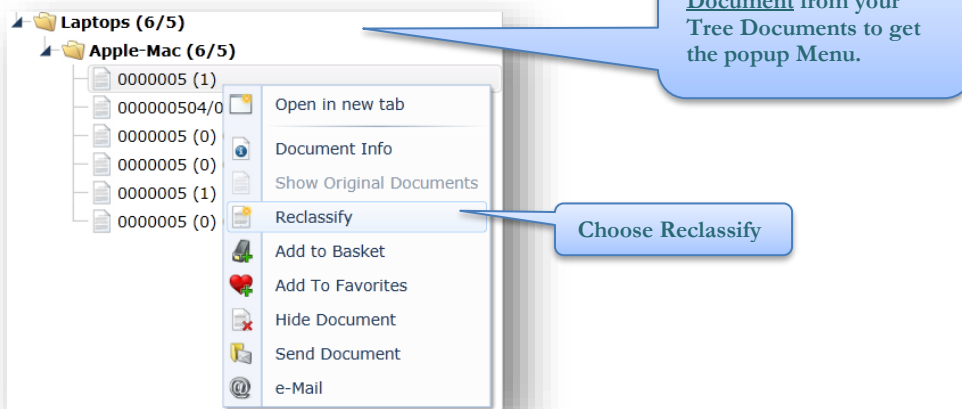 Document from your
Tree Documents to get
the popup Menu.
Laptops (6/5)
Apple-Mac (6/5)
0000005 (1)
000000504/0
0000005 (0)
0000005 (0)
0000005 (1)
0000005 (0)
Open in new tab
Document Info
Show Original Documents
Reclassify
Add to Basket
Add To Favorites
Hide Document
Send Document
e-Mail
Choose Reclassify